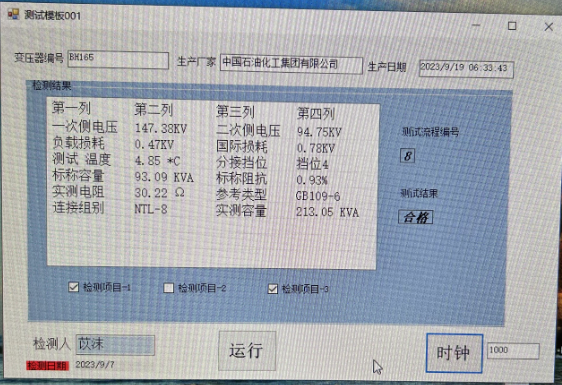 测试模板001
变压器编号 BH165 生产厂家 中国石油化工集团有限公司 生产日期 2023/9/19 06:33.43
检测结果
第一列 第二列 第三列 第四列
一次侧电压 147.38KV 二次侧电压 94.75KV
负载损耗 0.47KV 国际损耗 0.78KV
测试 温度 4.85 *C 分接挡位 挡位4
标称容量 93.09 KVA 标称阻抗 0.93%
实测电阻 30.22 Ω 参考类型 GB109-6
连接组别 NTL-8 实测容量 213.05 KVA
测试流程编号
8
测试结果
合格
检测项目-1 检测项目-2 检测项目-3
检测人 苡沫 运行 时钟 1000
检测日期 2023/9/7